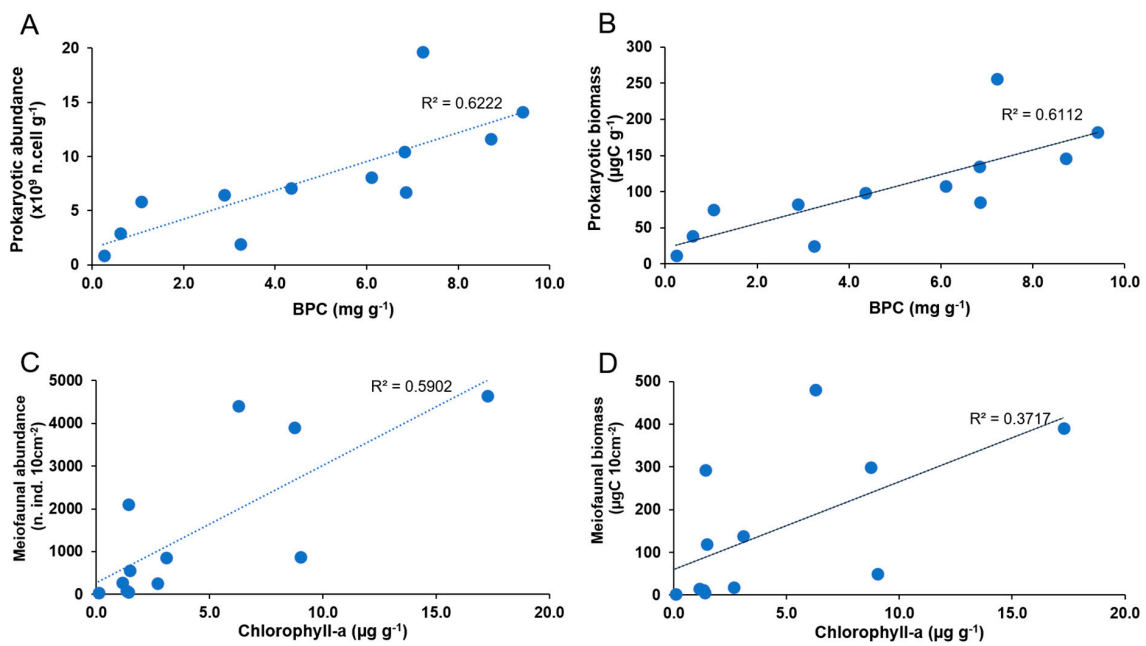 A
Prokaryotic abundance
(x10⁹ n.cell g⁻¹)
20
15
10
5
0
R² = 0.6222
0.0 2.0 4.0 6.0 8.0 10.0
BPC (mg g⁻¹)
B
Prokaryotic biomass
(µgC g⁻¹)
300
250
200
150
100
50
0
R² = 0.6112
0.0 2.0 4.0 6.0 8.0 10.0
BPC (mg g⁻¹)
C
Meiofaunal abundance
(n. ind. 10cm⁻²)
5000
4000
3000
2000
1000
0
R² = 0.5902
0.0 5.0 10.0 15.0 20.0
Chlorophyll-a (µg g⁻¹)
D
Meiofaunal biomass
(µgC 10cm⁻²)
500
400
300
200
100
0
R² = 0.3717
0.0 5.0 10.0 15.0 20.0
Chlorophyll-a (µg g⁻¹)